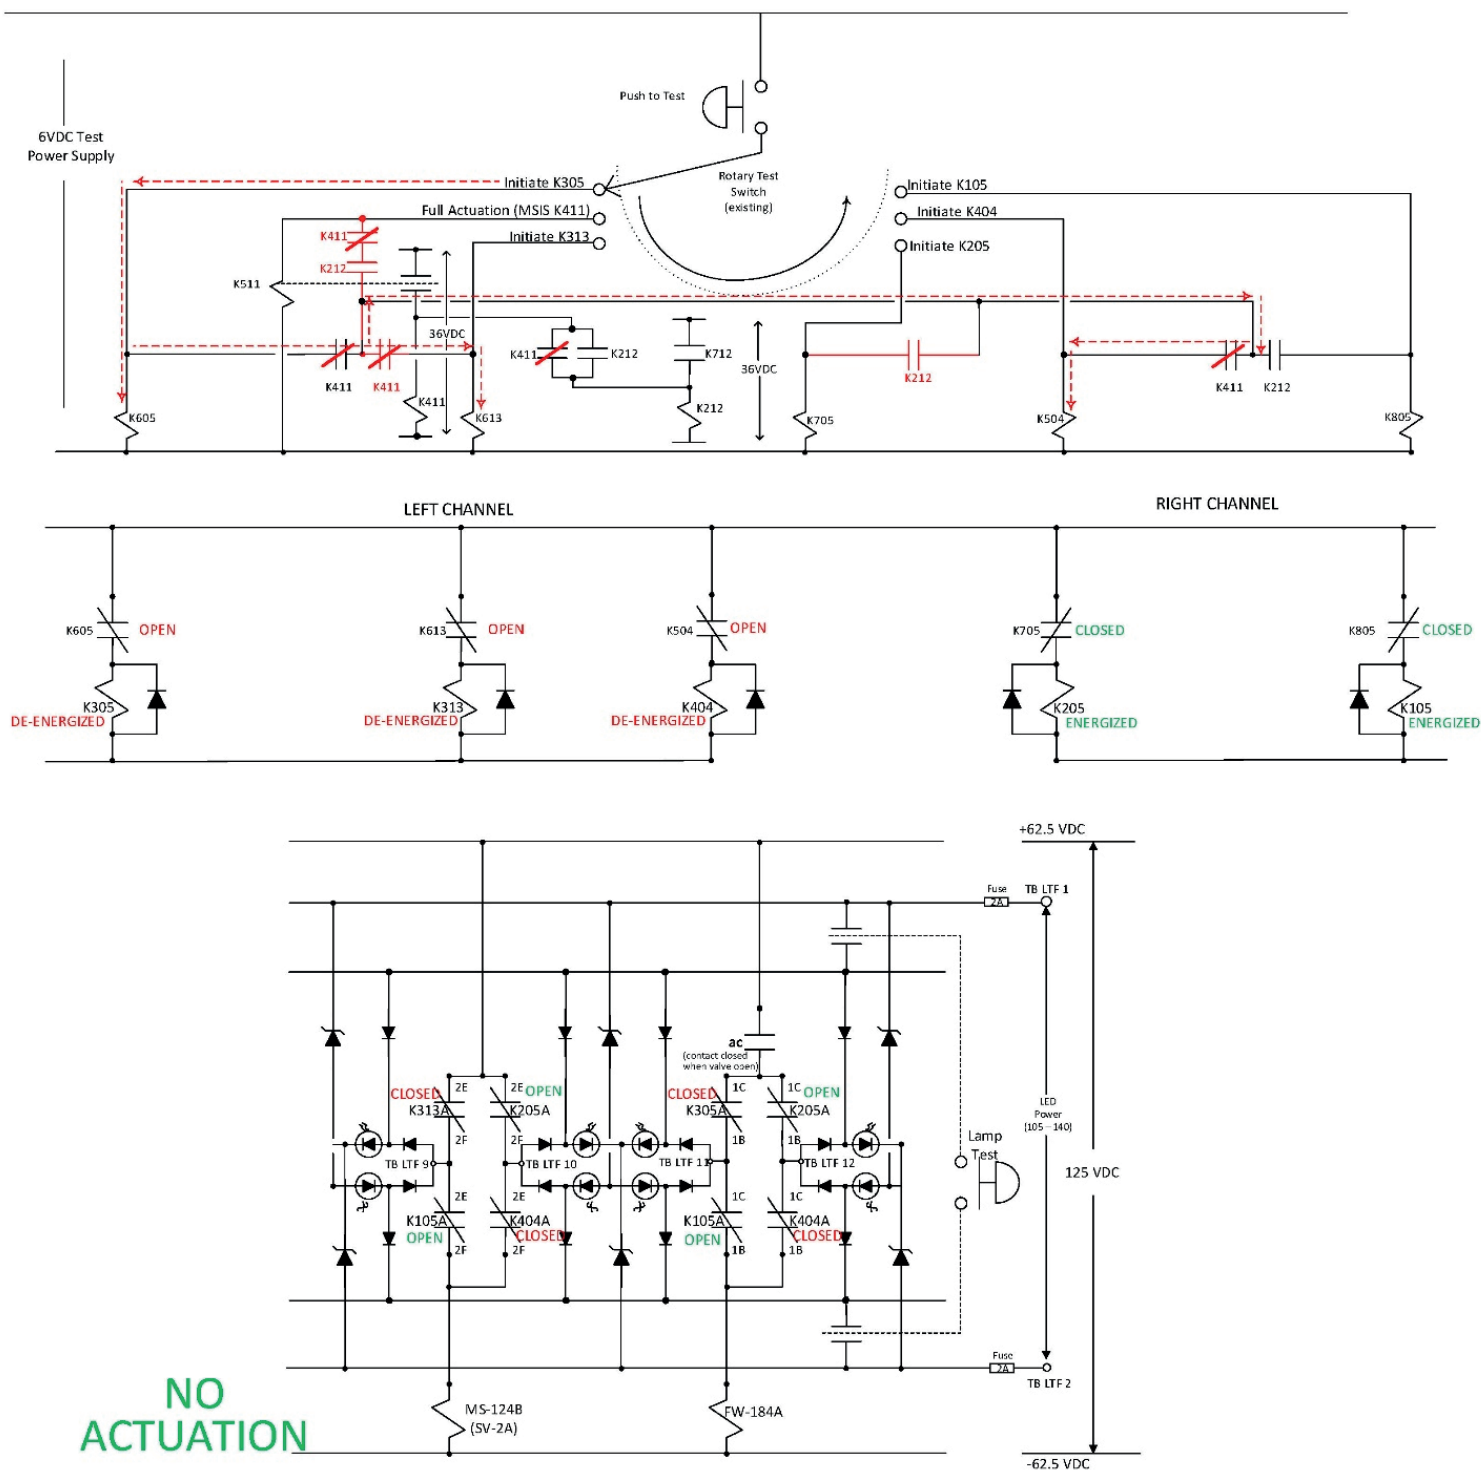 Push to Test
6VDC Test
Power Supply
Initiate K305
Rotary Test
Switch
(existing)
Initiate K105
Full Actuation (MSIS K411)
Initiate K404
K411
Initiate K313
Initiate K205
K212
K511
36VDC
K411
K212
K712
36VDC
K411
K411
K212
K411
K212
K411
K212
K605
K613
K705
K504
K805
LEFT CHANNEL
RIGHT CHANNEL
K605
OPEN
K613
OPEN
K504
OPEN
K705
CLOSED
K805
CLOSED
K305
DE-ENERGIZED
K313
DE-ENERGIZED
K404
DE-ENERGIZED
K205
ENERGIZED
K105
ENERGIZED
+62.5 VDC
Fuse
2A
TB LTF 1
ac
(contact closed
when valve open)
CLOSED
2E
2E
OPEN
CLOSED
1C
1C
OPEN
K313A
K205A
K305A
K205A
2F
2F
1B
1B
LED
Power
(105-140)
Lamp
Test
TB LTF 9
TB LTF 10
TB LTF 11
TB LTF 12
125 VDC
2E
2E
1C
1C
K105A
K404A
K105A
K404A
OPEN
CLOSED
OPEN
CLOSED
2F
2F
1B
1B
Fuse
2A
TB LTF 2
NO
ACTUATION
MS-124B
(SV-2A)
FW-184A
-62.5 VDC